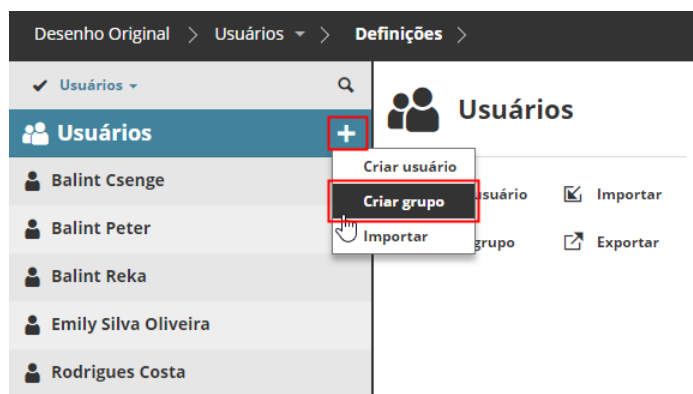 Desenho Original > Usuários > Definições >
Usuários
Usuários
Balint Csenge
Balint Peter
Balint Reka
Emily Silva Oliveira
Rodrigues Costa
Criar usuário
Criar grupo
Importar
Usuários
usuário Importar
grupo Exportar